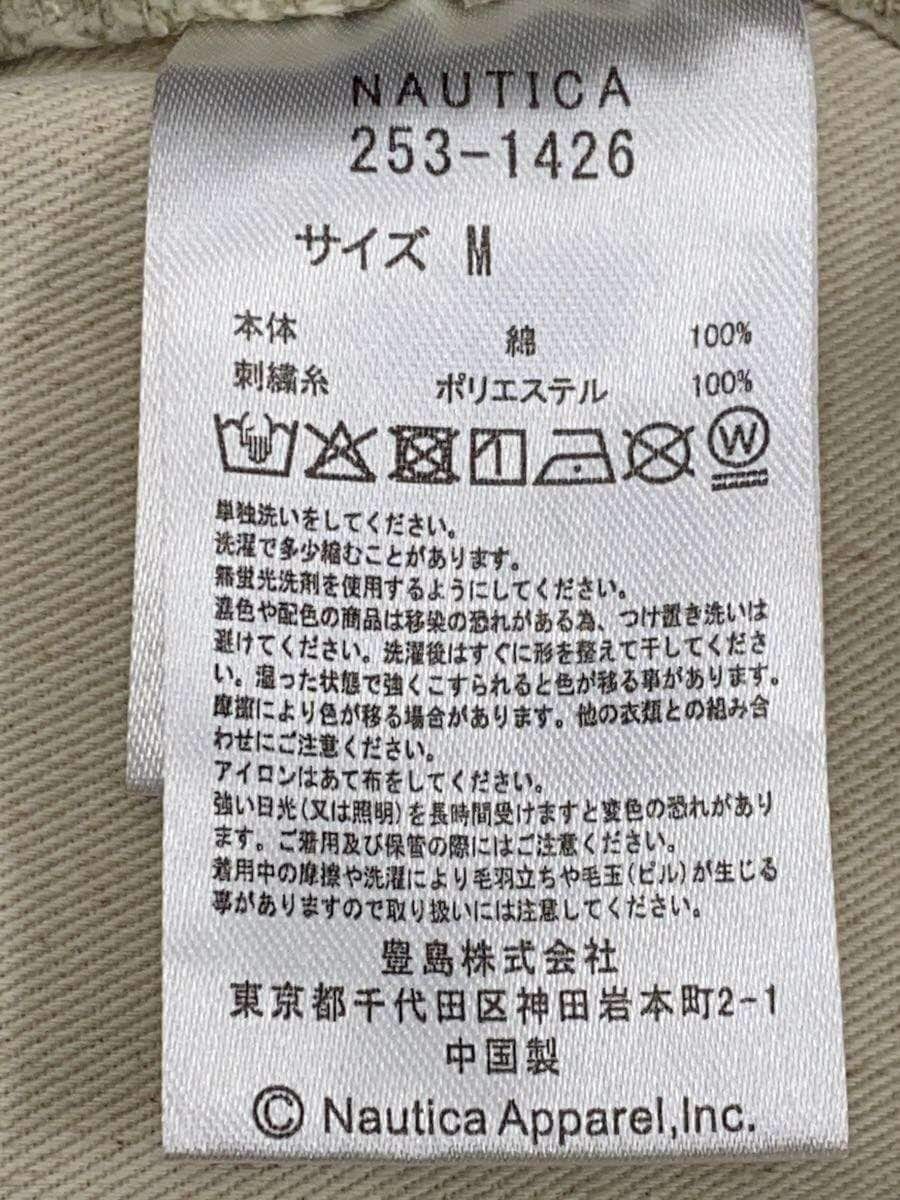 NAUTICA
253-1426
サイズ M
本体 綿 100%
刺繍糸 ポリエステル 100%
W
単独洗いをしてください。
洗濯で多少縮むことがあります。
無蛍光洗剤を使用するようにしてください。
濃色や配色の商品は移染の恐れがある為、つけ置き洗いは
避けてください。洗濯後はすぐに形を整えて干してくださ
い。湿った状態で強くこすられると色が移る事があります。
摩擦により色が移る場合があります。他の衣類との組み合
わせにご注意ください。
アイロンはあて布をしてください。
強い日光(又は照明)を長時間受けますと変色の恐れがあり
ます。ご着用及び保管の際にはご注意ください。
着用中の摩擦や洗濯により毛羽立ちや毛玉(ピル)が生じる
事がありますので取り扱いには注意してください。
豊島株式会社
東京都千代田区神田岩本町2-1
中国製
© Nautica Apparel,Inc.